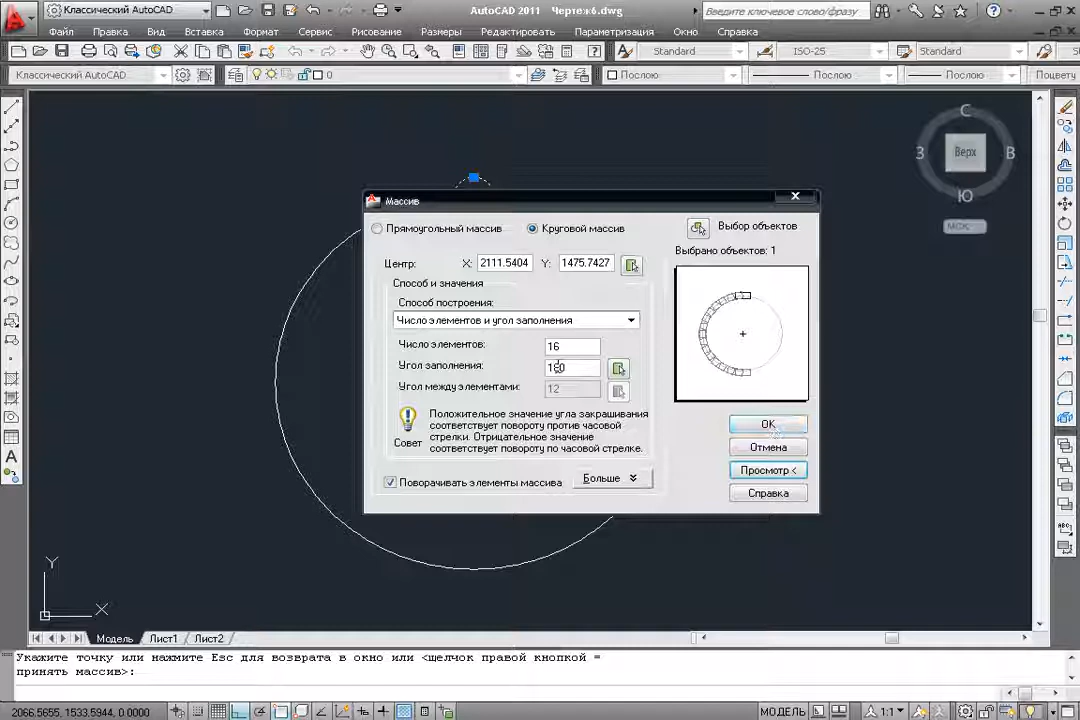 Классический AutoCAD
AutoCAD 2011 Чертеж6.dwg
Введите ключевое слово/фразу
Файл Правка Вид Вставка Формат Сервис Рисование Размеры Редактировать Параметризация Окно Справка
Standard ISO-25 Standard
Классический AutoCAD 0 Послою Послою Послою Поцвету
С
З Верх В
Ю
МСК
Массив
Прямоугольный массив Круговой массив Выбор объектов
Выбрано объектов: 1
Центр: X: 2111.5404 Y: 1475.7427
Способ и значения
Способ построения:
Число элементов и угол заполнения
Число элементов: 16
Угол заполнения: 180
Угол между элементами: 12
Положительное значение угла закрашивания
соответствует повороту против часовой
стрелки. Отрицательное значение
соответствует повороту по часовой стрелке.
Совет
OK
Отмена
Просмотр <
Справка
Поворачивать элементы массива Больше
Y
X
Модель Лист1 Лист2
Укажите точку или нажмите Esc для возврата в окно или <щелчок правой кнопкой =
принять массив>:
2066.5655, 1533.5944, 0.0000 МОДЕЛЬ 1:1